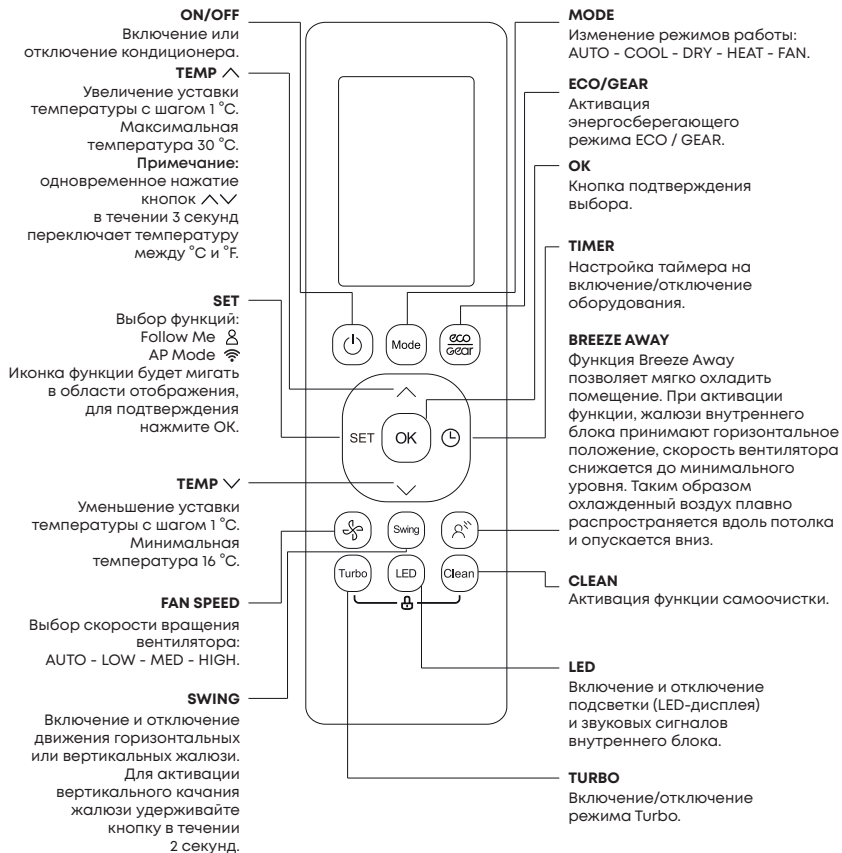 ON/OFF
Включение или
отключение кондиционера.
TEMP
Увеличение уставки
температуры с шагом 1 °C.
Максимальная
температура 30 °C.
Примечание:
одновременное нажатие
кнопок
в течении 3 секунд
переключает температуру
между °C и °F.
SET
Выбор функций:
Follow Me
AP Mode
Иконка функции будет мигать
в области отображения,
для подтверждения
нажмите OK.
TEMP
Уменьшение уставки
температуры с шагом 1 °C.
Минимальная
температура 16 °C.
FAN SPEED
Выбор скорости вращения
вентилятора:
AUTO - LOW - MED - HIGH.
SWING
Включение и отключение
движения горизонтальных
или вертикальных жалюзи.
Для активации
вертикального качания
жалюзи удерживайте
кнопку в течении
2 секунд.
Mode
eco
Gear
SET
OK
Swing
Turbo
LED
Clean
MODE
Изменение режимов работы:
AUTO - COOL - DRY - HEAT - FAN.
ECO/GEAR
Активация
энергосберегающего
режима ECO / GEAR.
OK
Кнопка подтверждения
выбора.
TIMER
Настройка таймера на
включение/отключение
оборудования.
BREEZE AWAY
Функция Breeze Away
позволяет мягко охладить
помещение. При активации
функции, жалюзи внутреннего
блока принимают горизонтальное
положение, скорость вентилятора
снижается до минимального
уровня. Таким образом
охлажденный воздух плавно
распространяется вдоль потолка
и опускается вниз.
CLEAN
Активация функции самоочистки.
LED
Включение и отключение
подсветки (LED-дисплея)
и звуковых сигналов
внутреннего блока.
TURBO
Включение/отключение
режима Turbo.